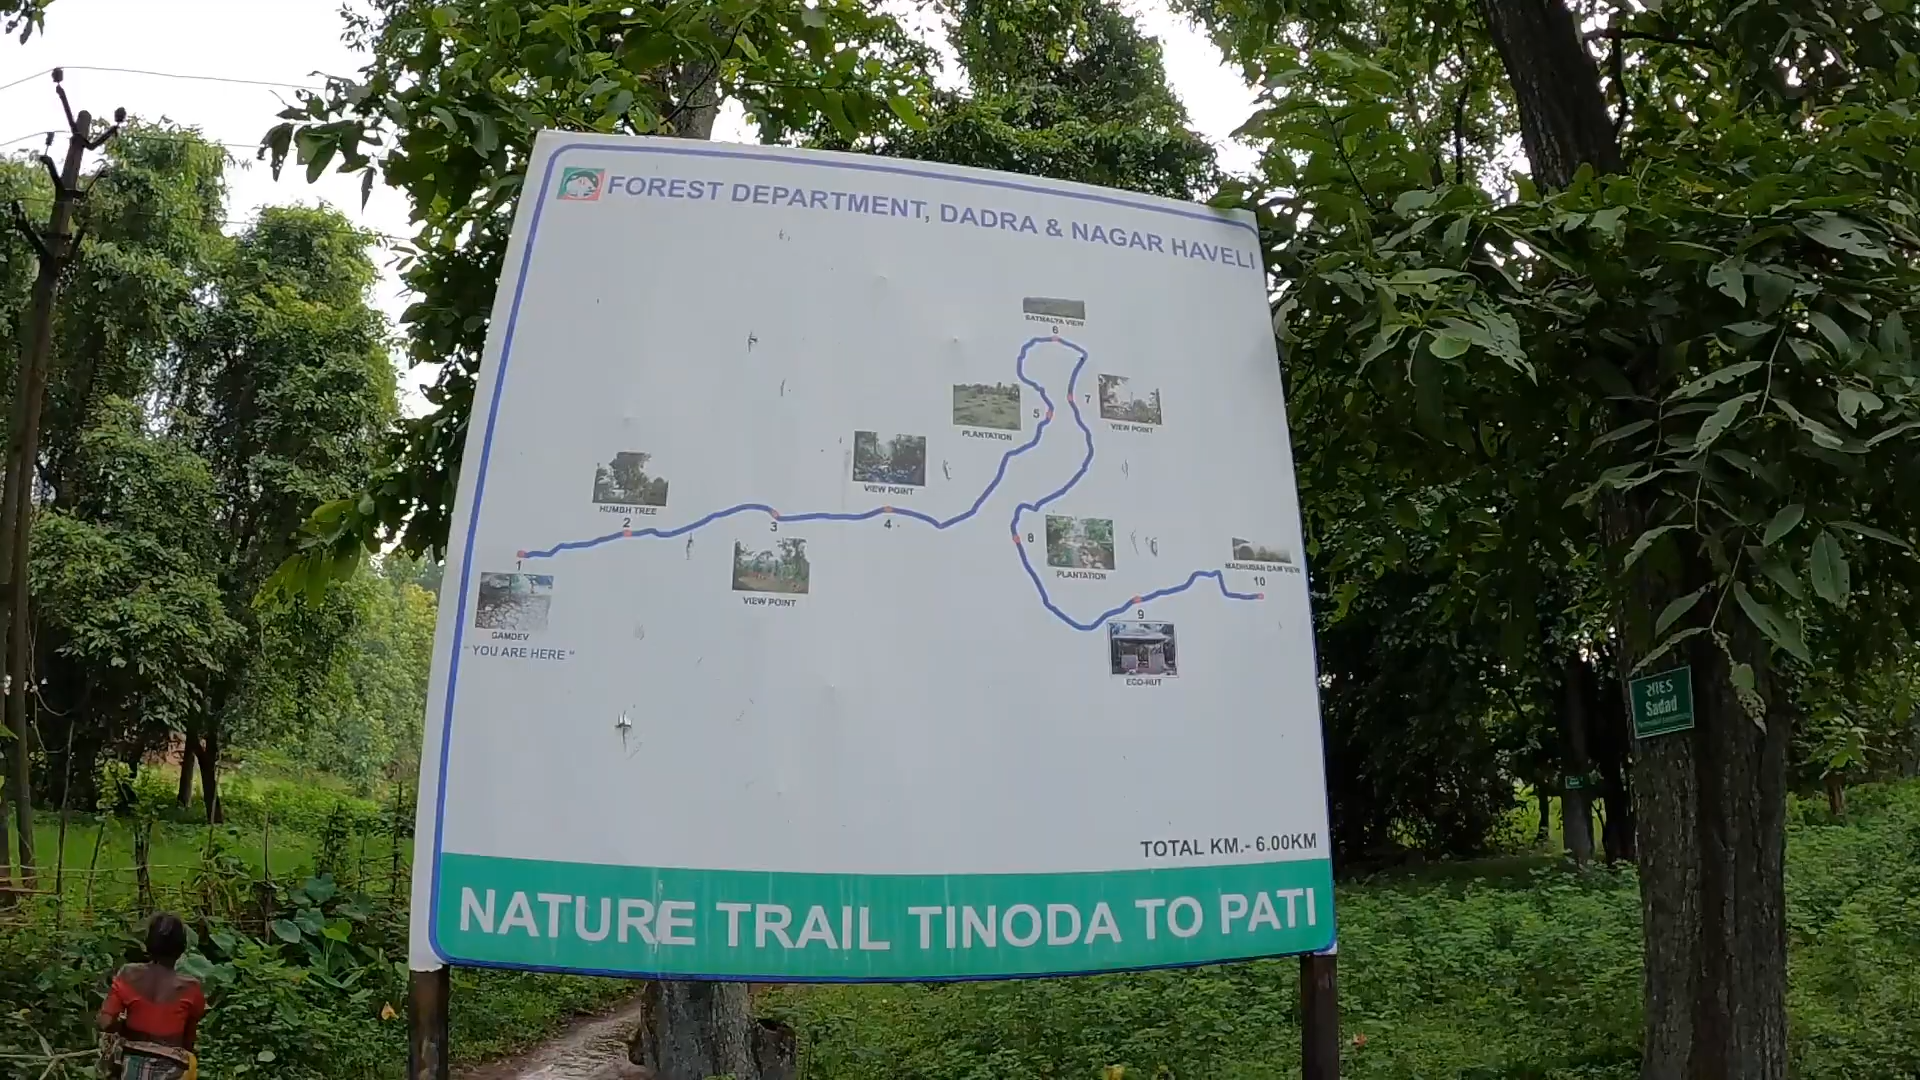 FOREST DEPARTMENT, DADRA & NAGAR HAVELI
SATMALYA VIEW
6
5
PLANTATION
7
VIEW POINT
VIEW POINT
4
HUMBH TREE
2
3
VIEW POINT
1
GAMDEV
" YOU ARE HERE "
8
PLANTATION
MADHUBAN DAM VIEW
10
9
ECO-HUT
TOTAL KM.- 6.00KM
NATURE TRAIL TINODA TO PATI
સાદડ
Sadad